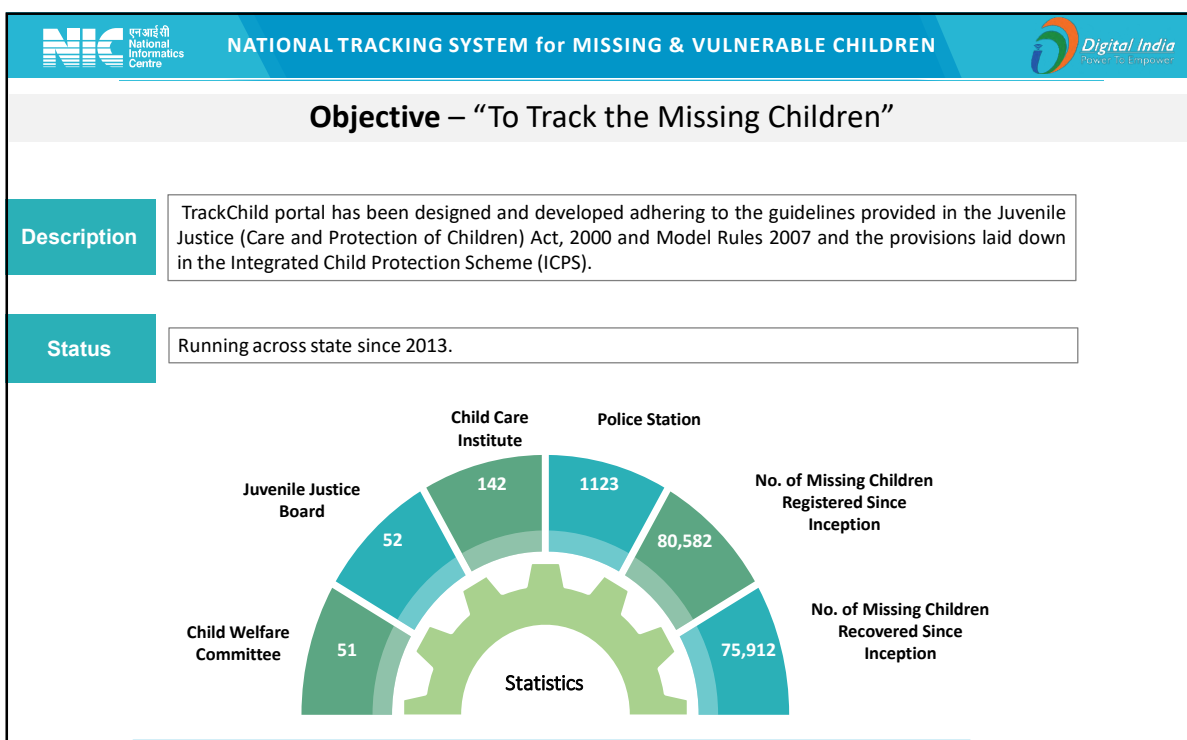 NIC
एन आई सी
National
Informatics
Centre
NATIONAL TRACKING SYSTEM for MISSING & VULNERABLE CHILDREN
Digital India
Power To Empower
Objective – “To Track the Missing Children”
Description
TrackChild portal has been designed and developed adhering to the guidelines provided in the Juvenile
Justice (Care and Protection of Children) Act, 2000 and Model Rules 2007 and the provisions laid down
in the Integrated Child Protection Scheme (ICPS).
Status
Running across state since 2013.
Child Welfare
Committee
51
Juvenile Justice
Board
52
Child Care
Institute
142
Police Station
1123
No. of Missing Children
Registered Since
Inception
80,582
No. of Missing Children
Recovered Since
Inception
75,912
Statistics